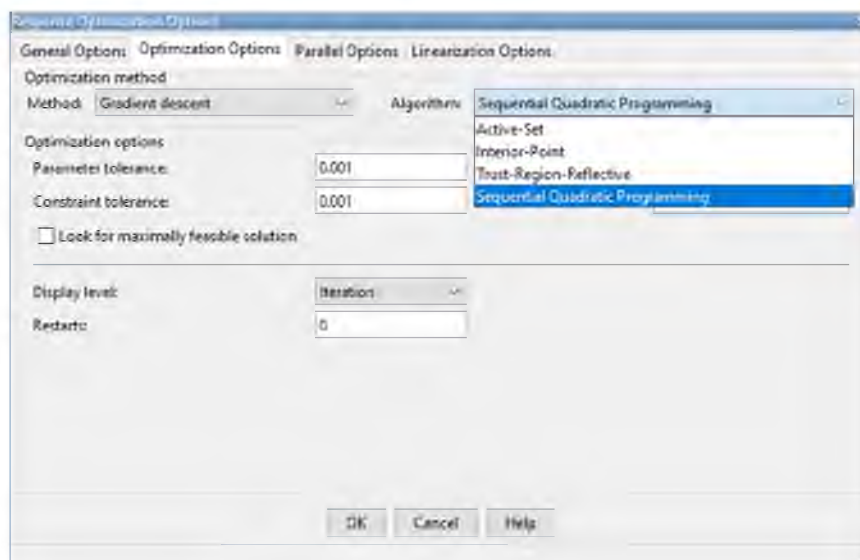 Response Optimization Options
General Options Optimization Options Parallel Options Linearization Options
Optimization method
Method: Gradient descent Algorithm: Sequential Quadratic Programming
Active-Set
Optimization options
Interior-Point
Parameter tolerance: 0.001
Trust-Region-Reflective
Constraint tolerance: 0.001
Sequential Quadratic Programming
Look for maximally feasible solution
Display level: Iteration
Restarts: 0
OK Cancel Help